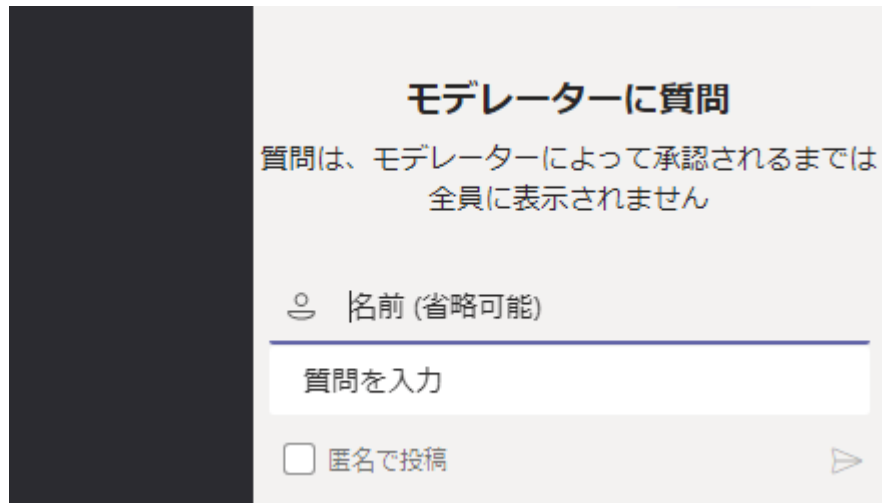 モデレーターに質問
質問は、モデレーターによって承認されるまでは
全員に表示されません
名前 (省略可能)
質問を入力
匿名で投稿